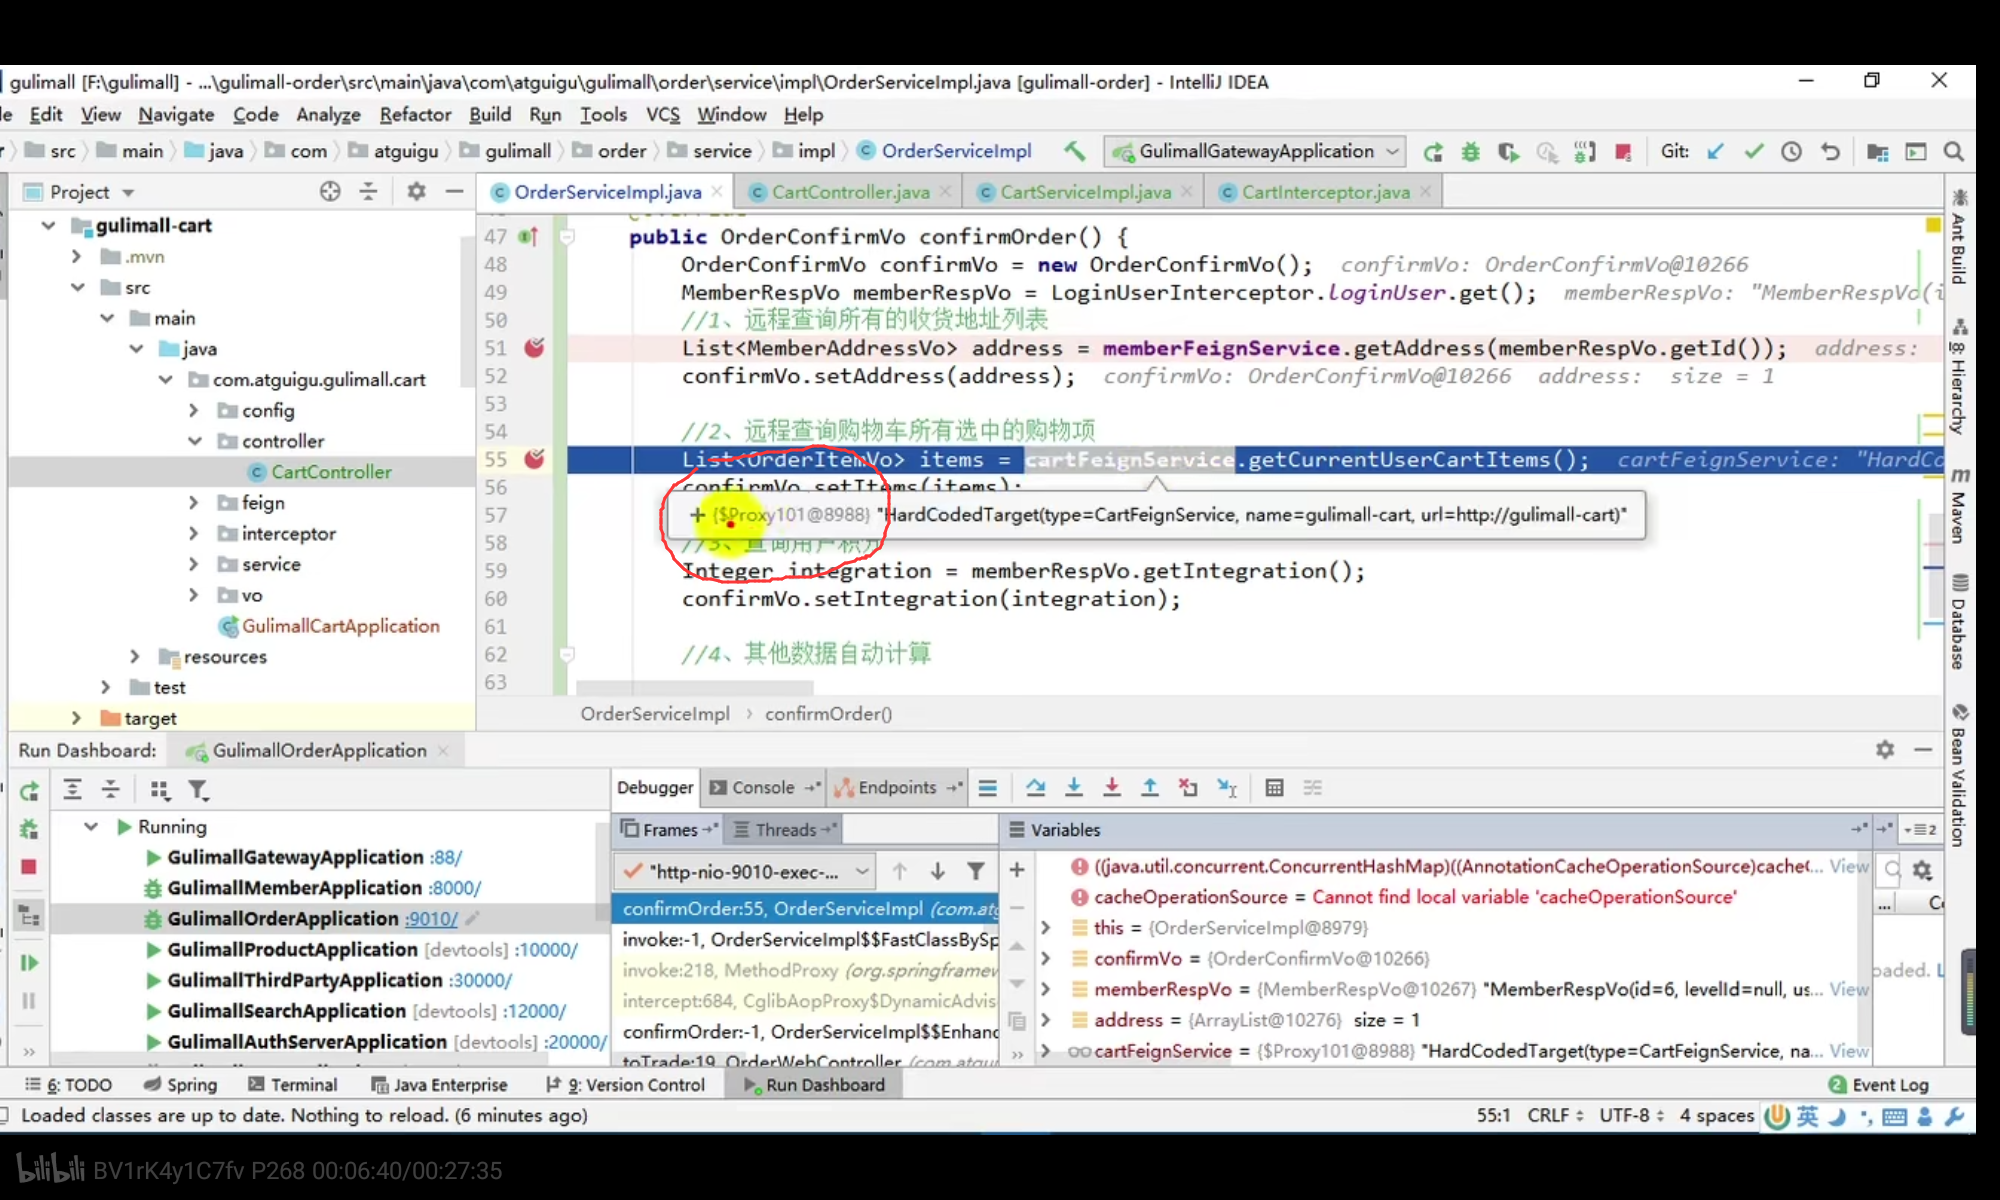 gulimall [F:\gulimall] - ...\gulimall-order\src\main\java\com\atguigu\gulimall\order\service\impl\OrderServiceImpl.java [gulimall-order] - IntelliJ IDEA
Edit View Navigate Code Analyze Refactor Build Run Tools VCS Window Help
src main java com atguigu gulimall order service impl OrderServiceImpl GulimallGatewayApplication Git:
Project
OrderServiceImpl.java CartController.java CartServiceImpl.java CartInterceptor.java
gulimall-cart
.mvn
src
main
java
com.atguigu.gulimall.cart
config
controller
CartController
feign
interceptor
service
vo
GulimallCartApplication
resources
test
target
47 public OrderConfirmVo confirmOrder() {
48 OrderConfirmVo confirmVo = new OrderConfirmVo(); confirmVo: OrderConfirmVo@10266
49 MemberRespVo memberRespVo = LoginUserInterceptor.loginUser.get(); memberRespVo: "MemberRespVo(i
50 //1、远程查询所有的收货地址列表
51 List<MemberAddressVo> address = memberFeignService.getAddress(memberRespVo.getId()); address:
52 confirmVo.setAddress(address); confirmVo: OrderConfirmVo@10266 address: size = 1
53
54 //2、远程查询购物车所有选中的购物项
55 List<OrderItemVo> items = cartFeignService.getCurrentUserCartItems(); cartFeignService: "HardCo
56 confirmVo.setItems(items);
57 + {$Proxy101@8988} "HardCodedTarget(type=CartFeignService, name=gulimall-cart, url=http://gulimall-cart)"
58 //3、查询用户积分
59 Integer integration = memberRespVo.getIntegration();
60 confirmVo.setIntegration(integration);
61
62 //4、其他数据自动计算
63
OrderServiceImpl › confirmOrder()
Ant Build
Hierarchy
Maven
Database
Bean Validation
Run Dashboard: GulimallOrderApplication
Debugger Console Endpoints
Running
GulimallGatewayApplication :88/
GulimallMemberApplication :8000/
GulimallOrderApplication :9010/
GulimallProductApplication [devtools] :10000/
GulimallThirdPartyApplication :30000/
GulimallSearchApplication [devtools] :12000/
GulimallAuthServerApplication [devtools] :20000/
Frames Threads
"http-nio-9010-exec-...
confirmOrder:55, OrderServiceImpl (com.atg
invoke:-1, OrderServiceImpl$$FastClassBySp
invoke:218, MethodProxy (org.springframew
intercept:684, CglibAopProxy$DynamicAdvis
confirmOrder:-1, OrderServiceImpl$$Enhanc
toTrade:19, OrderWebController (com.atgu
Variables
((java.util.concurrent.ConcurrentHashMap)((AnnotationCacheOperationSource)cache(... View
cacheOperationSource = Cannot find local variable 'cacheOperationSource'
this = {OrderServiceImpl@8979}
confirmVo = {OrderConfirmVo@10266}
memberRespVo = {MemberRespVo@10267} "MemberRespVo(id=6, levelId=null, us... View
address = {ArrayList@10276} size = 1
cartFeignService = {$Proxy101@8988} "HardCodedTarget(type=CartFeignService, na... View
2
... C
oaded. L
6: TODO Spring Terminal Java Enterprise 9: Version Control Run Dashboard 2 Event Log
Loaded classes are up to date. Nothing to reload. (6 minutes ago) 55:1 CRLF UTF-8 4 spaces 英
bilibili BV1rK4y1C7fv P268 00:06:40/00:27:35